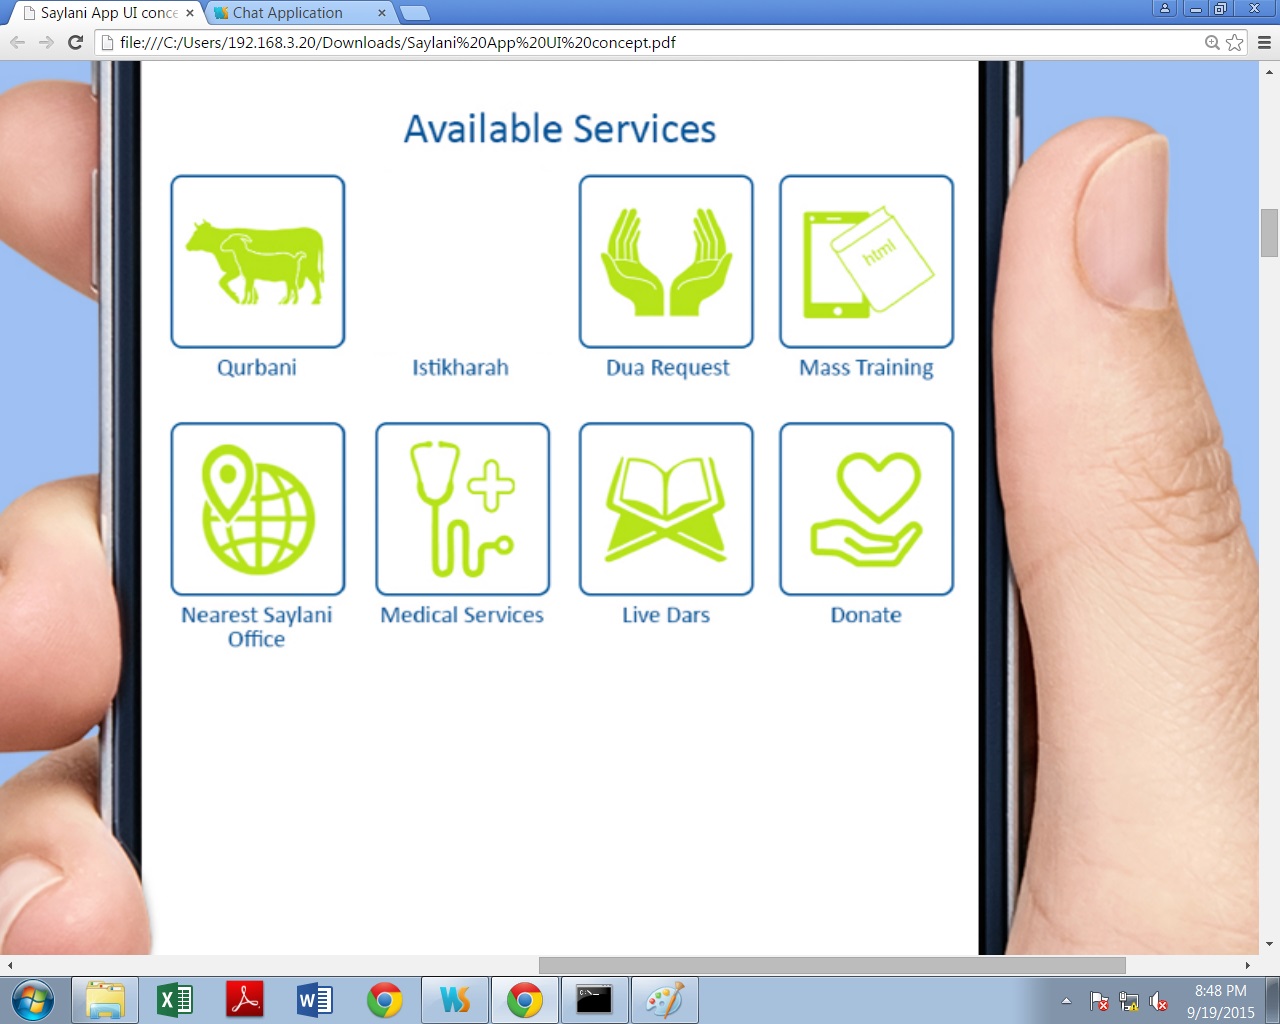 Saylani App UI conce
Chat Application
file:///C:/Users/192.168.3.20/Downloads/Saylani%20App%20UI%20concept.pdf
Available Services
html
Qurbani
Istikharah
Dua Request
Mass Training
Nearest Saylani
Office
Medical Services
Live Dars
Donate
8:48 PM
9/19/2015